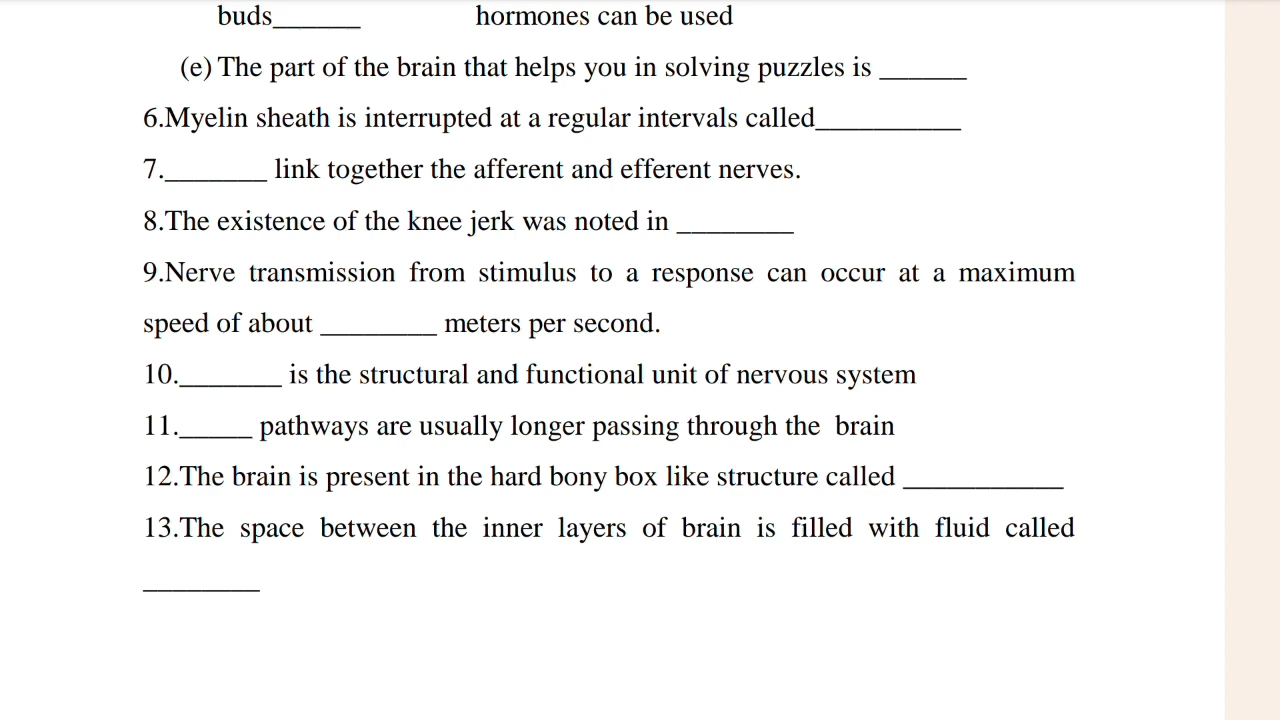 buds______ hormones can be used
(e) The part of the brain that helps you in solving puzzles is ______
6.Myelin sheath is interrupted at a regular intervals called__________
7._______ link together the afferent and efferent nerves.
8.The existence of the knee jerk was noted in ________
9.Nerve transmission from stimulus to a response can occur at a maximum
speed of about ________ meters per second.
10._______ is the structural and functional unit of nervous system
11._____ pathways are usually longer passing through the brain
12.The brain is present in the hard bony box like structure called ___________
13.The space between the inner layers of brain is filled with fluid called
________